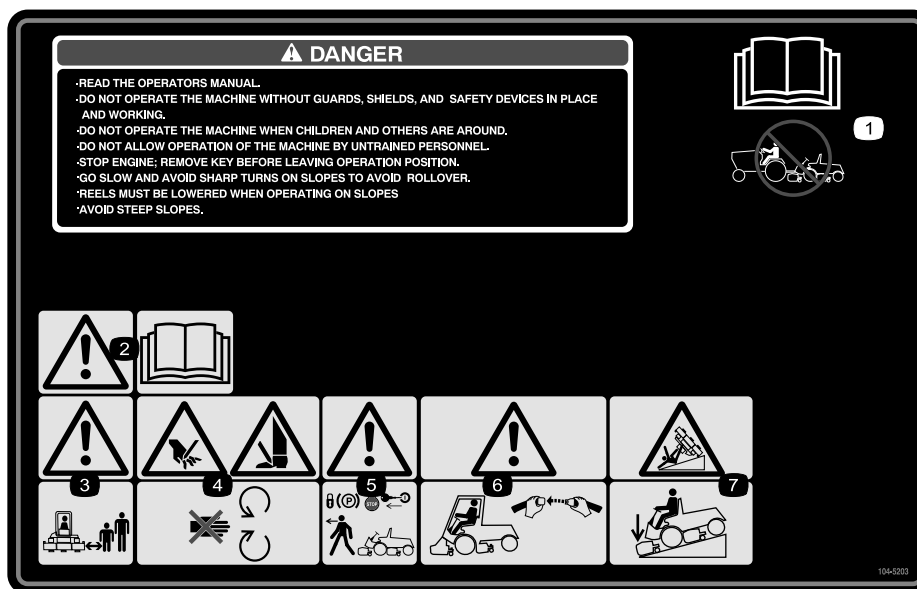 DANGER
·READ THE OPERATORS MANUAL.
·DO NOT OPERATE THE MACHINE WITHOUT GUARDS, SHIELDS, AND SAFETY DEVICES IN PLACE
AND WORKING.
·DO NOT OPERATE THE MACHINE WHEN CHILDREN AND OTHERS ARE AROUND.
·DO NOT ALLOW OPERATION OF THE MACHINE BY UNTRAINED PERSONNEL.
·STOP ENGINE; REMOVE KEY BEFORE LEAVING OPERATION POSITION.
·GO SLOW AND AVOID SHARP TURNS ON SLOPES TO AVOID ROLLOVER.
·REELS MUST BE LOWERED WHEN OPERATING ON SLOPES
·AVOID STEEP SLOPES.
1
2
3
4
5
6
7
(P)
STOP
104-5203